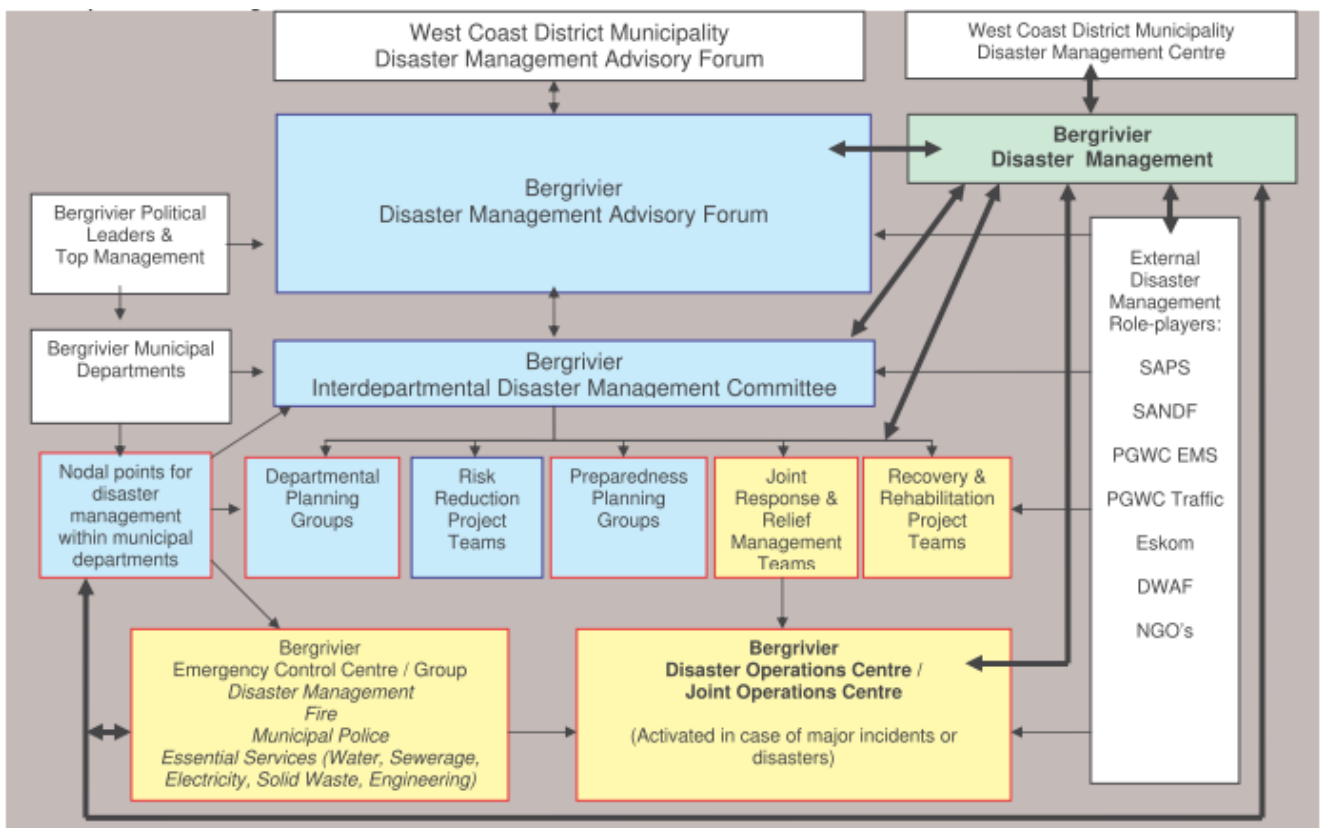 West Coast District Municipality
Disaster Management Advisory Forum
West Coast District Municipality
Disaster Management Centre
Bergrivier
Disaster Management
Bergrivier
Disaster Management Advisory Forum
Bergrivier Political
Leaders &
Top Management
External
Disaster
Management
Role-players:
SAPS
SANDF
PGWC EMS
PGWC Traffic
Eskom
DWAF
NGO's
Bergrivier Municipal
Departments
Bergrivier
Interdepartmental Disaster Management Committee
Nodal points for
disaster
management
within municipal
departments
Departmental
Planning
Groups
Risk
Reduction
Project
Teams
Preparedness
Planning
Groups
Joint
Response &
Relief
Management
Teams
Recovery &
Rehabilitation
Project
Teams
Bergrivier
Emergency Control Centre / Group
Disaster Management
Fire
Municipal Police
Essential Services (Water, Sewerage,
Electricity, Solid Waste, Engineering)
Bergrivier
Disaster Operations Centre /
Joint Operations Centre
(Activated in case of major incidents or
disasters)